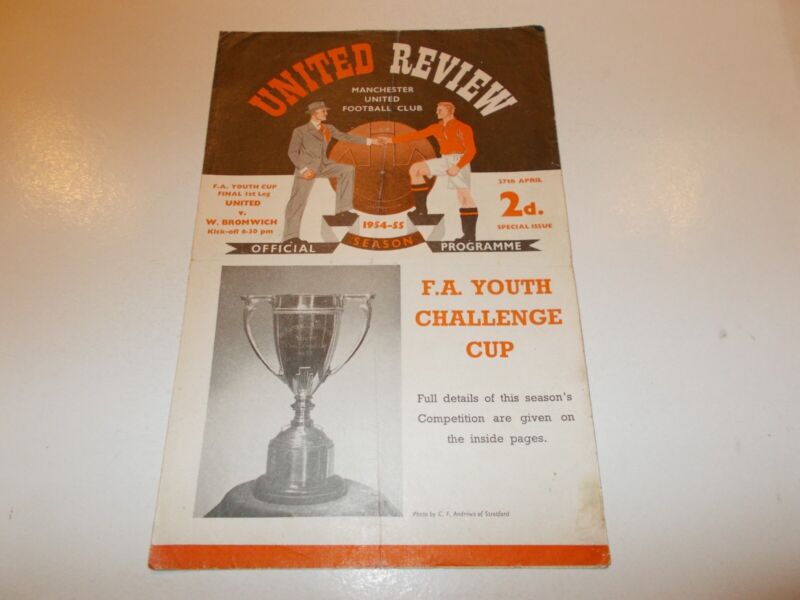 UNITED REVIEW
MANCHESTER
UNITED
FOOTBALL CLUB
F.A. YOUTH CUP
FINAL 1st Leg
UNITED
v.
W. BROMWICH
Kick-off 6-30 pm
27th APRIL
2d.
SPECIAL ISSUE
1954-55
SEASON
OFFICIAL
PROGRAMME
F.A. YOUTH
CHALLENGE
CUP
Full details of this season's
Competition are given on
the inside pages.
Photo by C. F. Andrews of Stretford